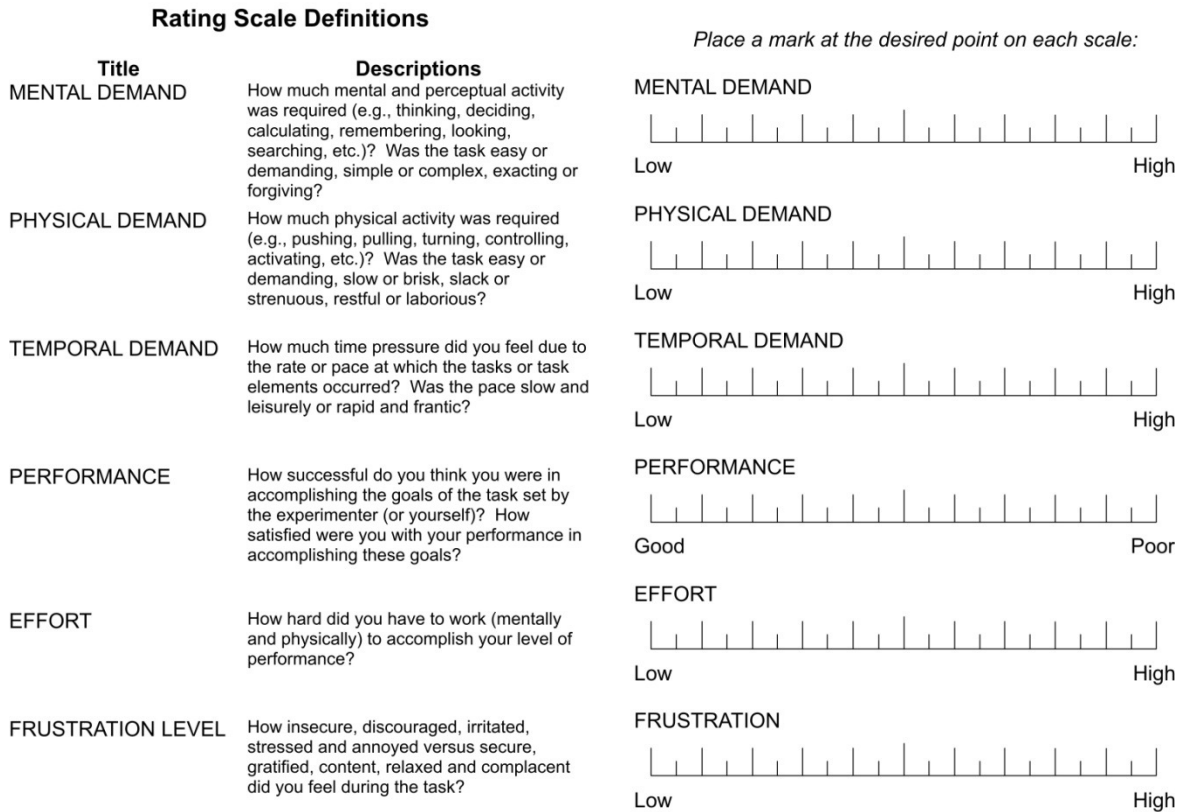 Rating Scale Definitions
Title
Descriptions
MENTAL DEMAND
How much mental and perceptual activity
was required (e.g., thinking, deciding,
calculating, remembering, looking,
searching, etc.)?  Was the task easy or
demanding, simple or complex, exacting or
forgiving?
PHYSICAL DEMAND
How much physical activity was required
(e.g., pushing, pulling, turning, controlling,
activating, etc.)?  Was the task easy or
demanding, slow or brisk, slack or
strenuous, restful or laborious?
TEMPORAL DEMAND
How much time pressure did you feel due to
the rate or pace at which the tasks or task
elements occurred?  Was the pace slow and
leisurely or rapid and frantic?
PERFORMANCE
How successful do you think you were in
accomplishing the goals of the task set by
the experimenter (or yourself)?  How
satisfied were you with your performance in
accomplishing these goals?
EFFORT
How hard did you have to work (mentally
and physically) to accomplish your level of
performance?
FRUSTRATION LEVEL
How insecure, discouraged, irritated,
stressed and annoyed versus secure,
gratified, content, relaxed and complacent
did you feel during the task?
Place a mark at the desired point on each scale:
MENTAL DEMAND
Low High
PHYSICAL DEMAND
Low High
TEMPORAL DEMAND
Low High
PERFORMANCE
Good Poor
EFFORT
Low High
FRUSTRATION
Low High